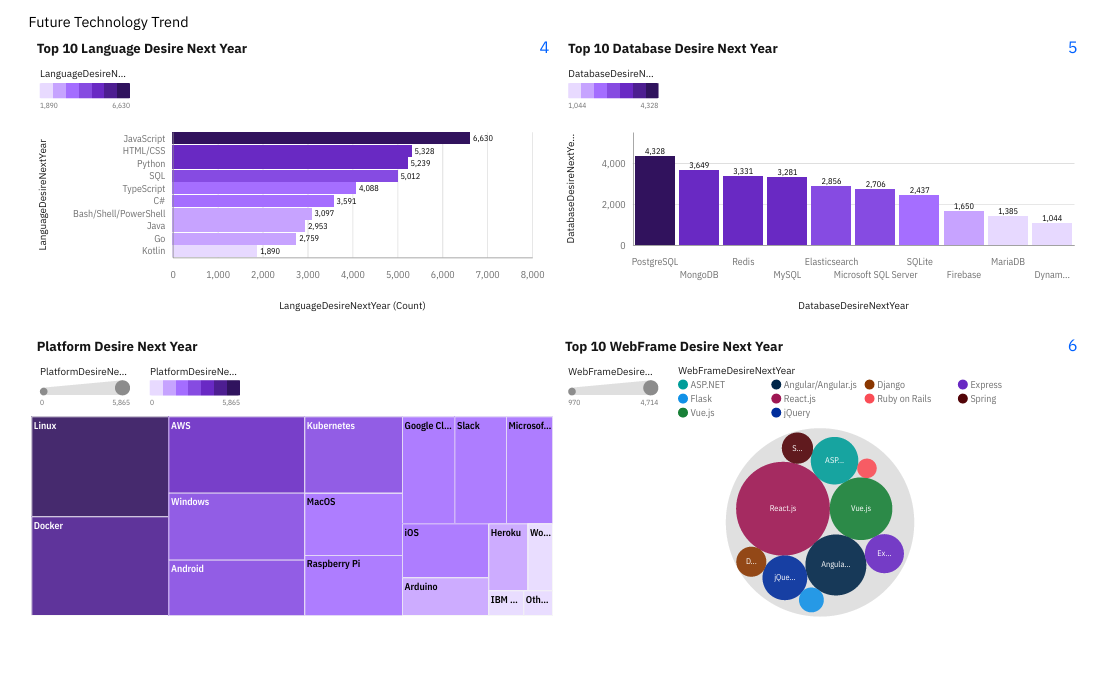 Future Technology Trend
Top 10 Language Desire Next Year
4
LanguageDesireN...
1,890 6,630
LanguageDesireNextYear
JavaScript 6,630
HTML/CSS 5,328
Python 5,239
SQL 5,012
TypeScript 4,088
C# 3,591
Bash/Shell/PowerShell 3,097
Java 2,953
Go 2,759
Kotlin 1,890
0 1,000 2,000 3,000 4,000 5,000 6,000 7,000 8,000
LanguageDesireNextYear (Count)
Top 10 Database Desire Next Year
5
DatabaseDesireN...
1,044 4,328
DatabaseDesireNextYe...
4,000
2,000
0
4,328 3,649 3,331 3,281 2,856 2,706 2,437 1,650 1,385 1,044
PostgreSQL Redis Elasticsearch SQLite MariaDB
MongoDB MySQL Microsoft SQL Server Firebase Dynam...
DatabaseDesireNextYear
Platform Desire Next Year
PlatformDesireNe... PlatformDesireNe...
0 5,865 0 5,865
Linux AWS Kubernetes Google Cl... Slack Microsof...
Windows MacOS
Docker iOS Heroku Wo...
Android Raspberry Pi
Arduino IBM ... Oth...
Top 10 WebFrame Desire Next Year
6
WebFrameDesire...
970 4,714
WebFrameDesireNextYear
ASP.NET Angular/Angular.js Django Express
Flask React.js Ruby on Rails Spring
Vue.js jQuery
S...
ASP...
React.js Vue.js
Ex...
D... Angula...
jQue...